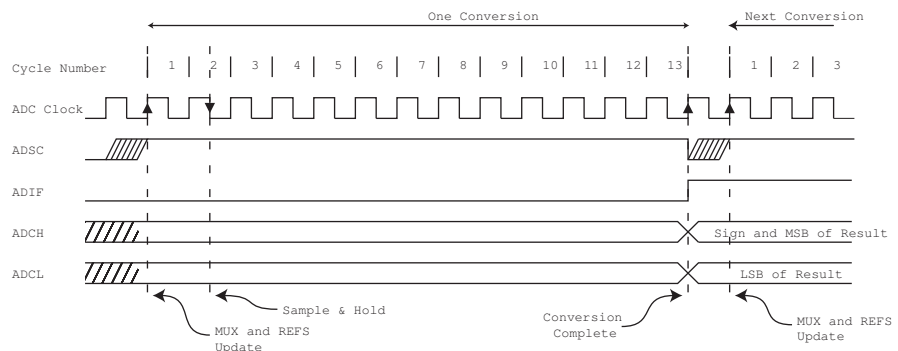 One Conversion
Next Conversion
Cycle Number 1 2 3 4 5 6 7 8 9 10 11 12 13 1 2 3
ADC Clock
ADSC
ADIF
ADCH Sign and MSB of Result
ADCL LSB of Result
Sample & Hold
MUX and REFS
Update
Conversion
Complete
MUX and REFS
Update